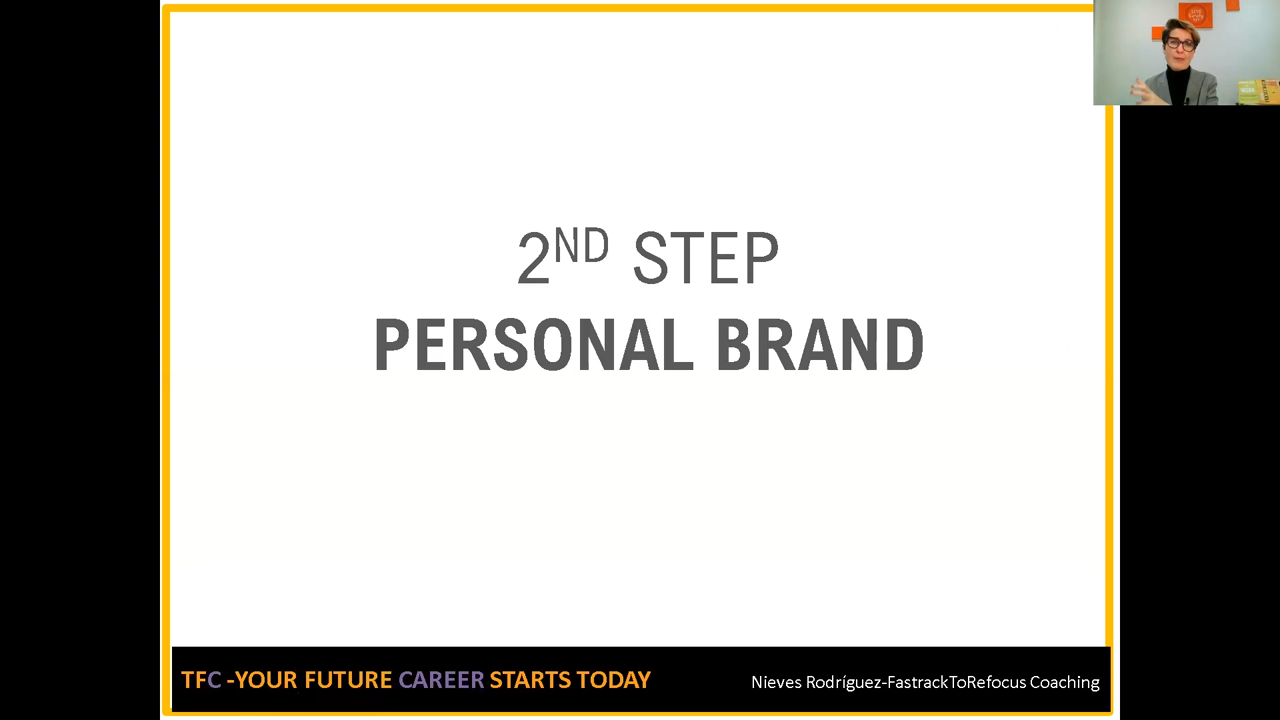 2ND STEP
PERSONAL BRAND
TFC -YOUR FUTURE CAREER STARTS TODAY
Nieves Rodríguez-FastrackToRefocus Coaching